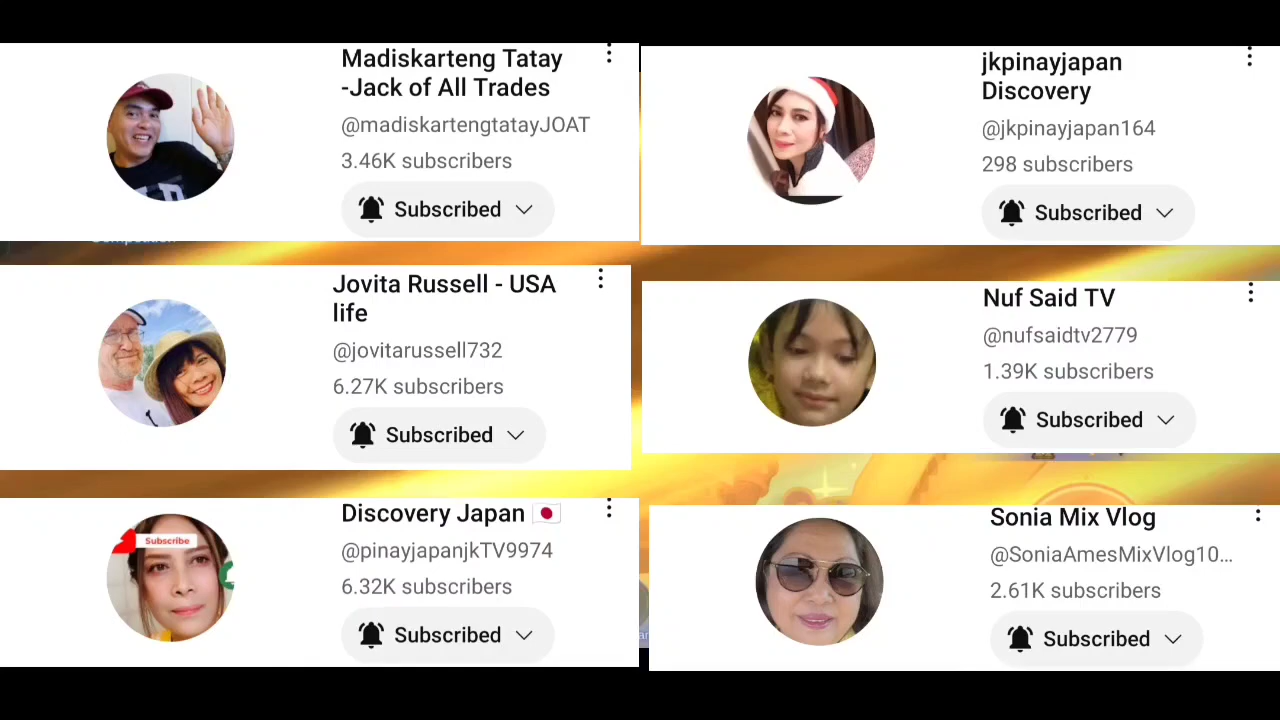 Madiskarteng Tatay
-Jack of All Trades
@madiskartengtatayJOAT
3.46K subscribers
Subscribed
jkpinayjapan
Discovery
@jkpinayjapan164
298 subscribers
Subscribed
Jovita Russell - USA
life
@jovitarussell732
6.27K subscribers
Subscribed
Nuf Said TV
@nufsaidtv2779
1.39K subscribers
Subscribed
Discovery Japan 🇯🇵
@pinayjapanjkTV9974
6.32K subscribers
Subscribed
Subscribe
Sonia Mix Vlog
@SoniaAmesMixVlog10...
2.61K subscribers
Subscribed